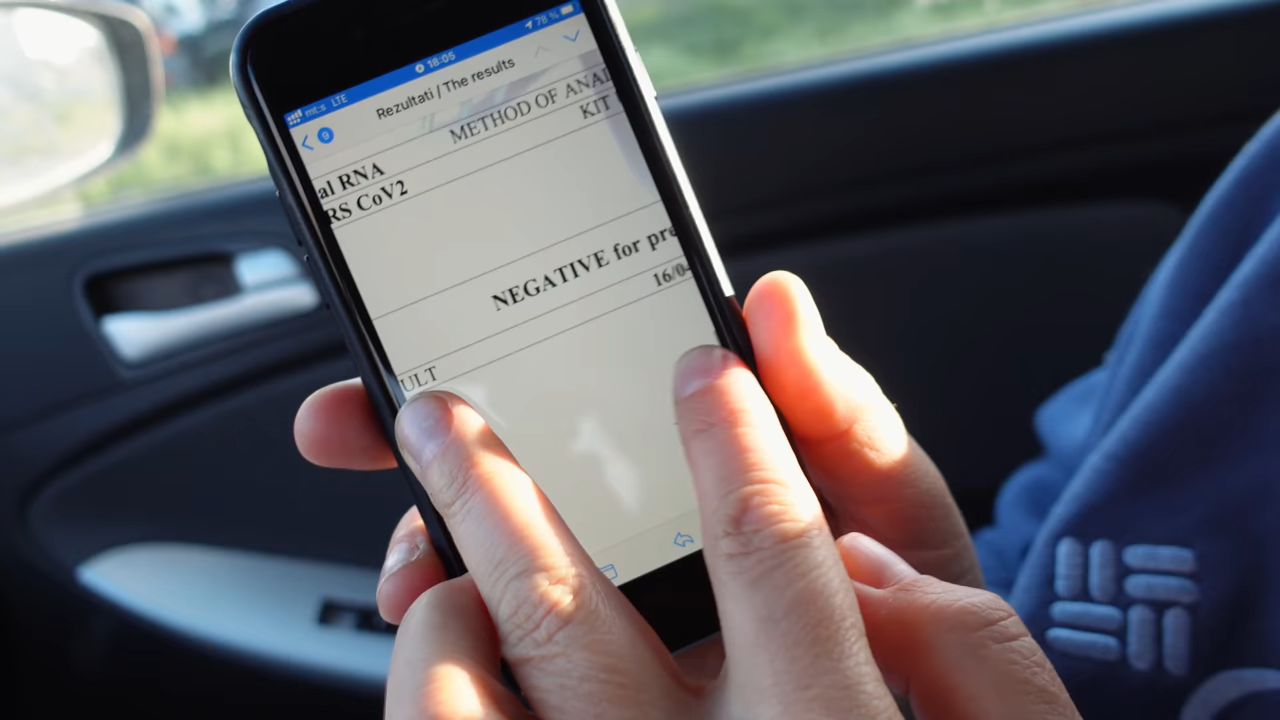 mt:s LTE 18:05 78 %
9 Rezultati / The results
METHOD OF ANAL
al RNA KIT
RS CoV2
NEGATIVE for pre
16/0
ULT